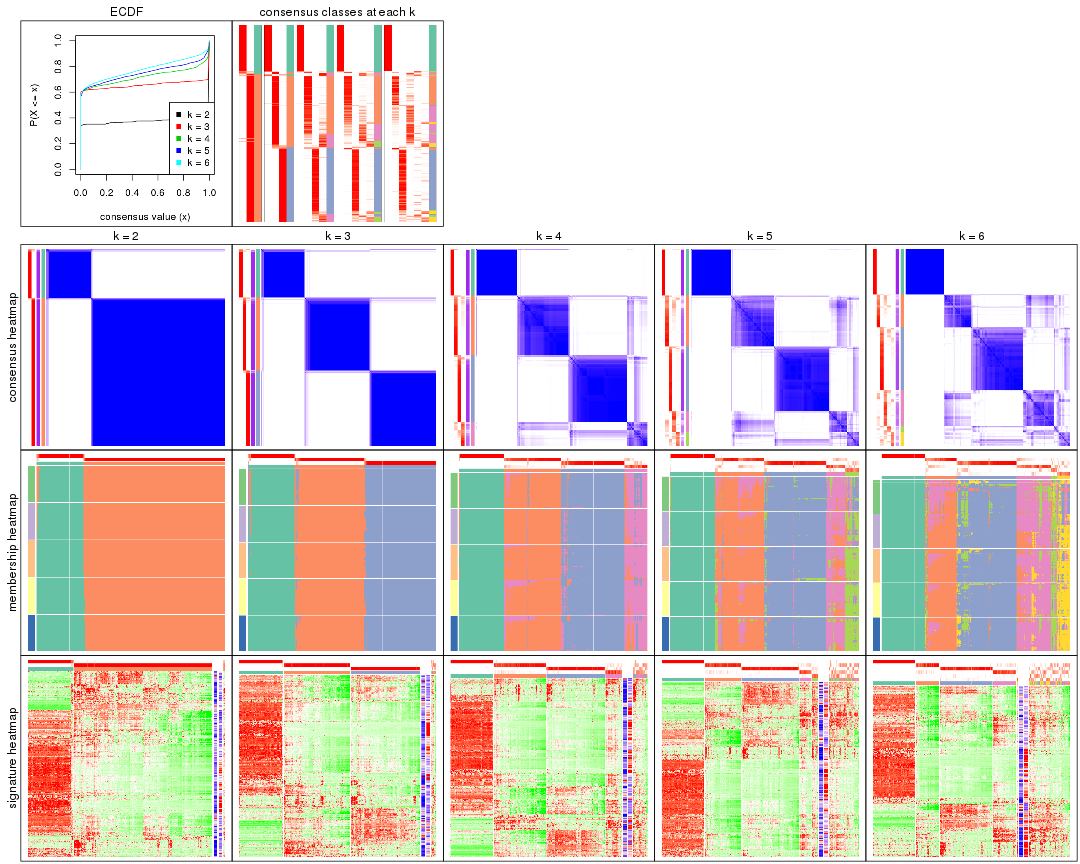 ECDF
consensus classes at each k
P(X <= x)
0.0 0.2 0.4 0.6 0.8 1.0
k = 2
k = 3
k = 4
k = 5
k = 6
0.0 0.2 0.4 0.6 0.8 1.0
consensus value (x)
k = 2 k = 3 k = 4 k = 5 k = 6
consensus heatmap
membership heatmap
signature heatmap